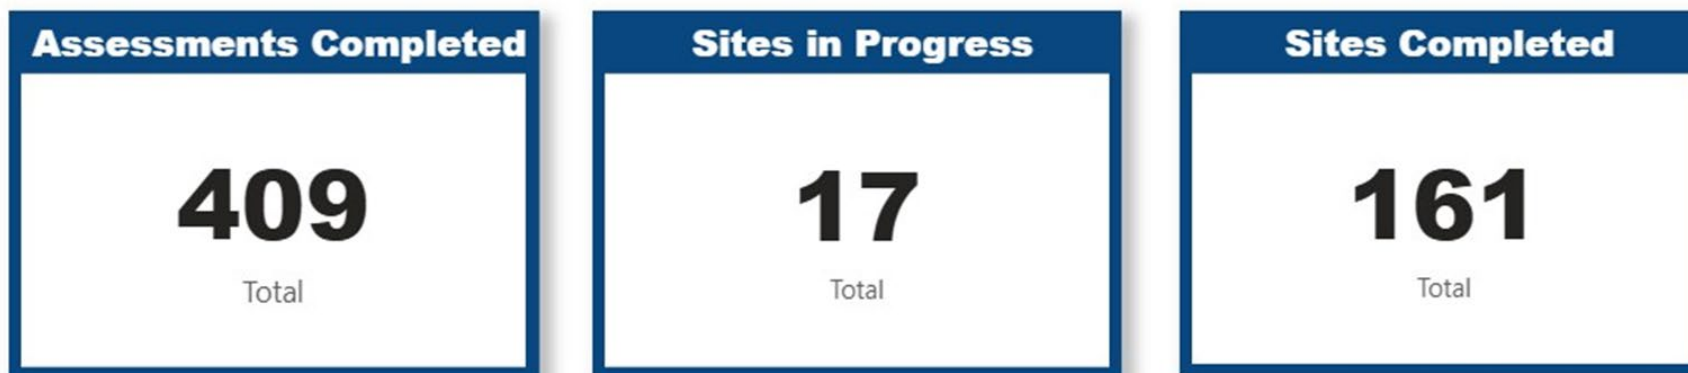 Assessments Completed
409
Total
Sites in Progress
17
Total
Sites Completed
161
Total